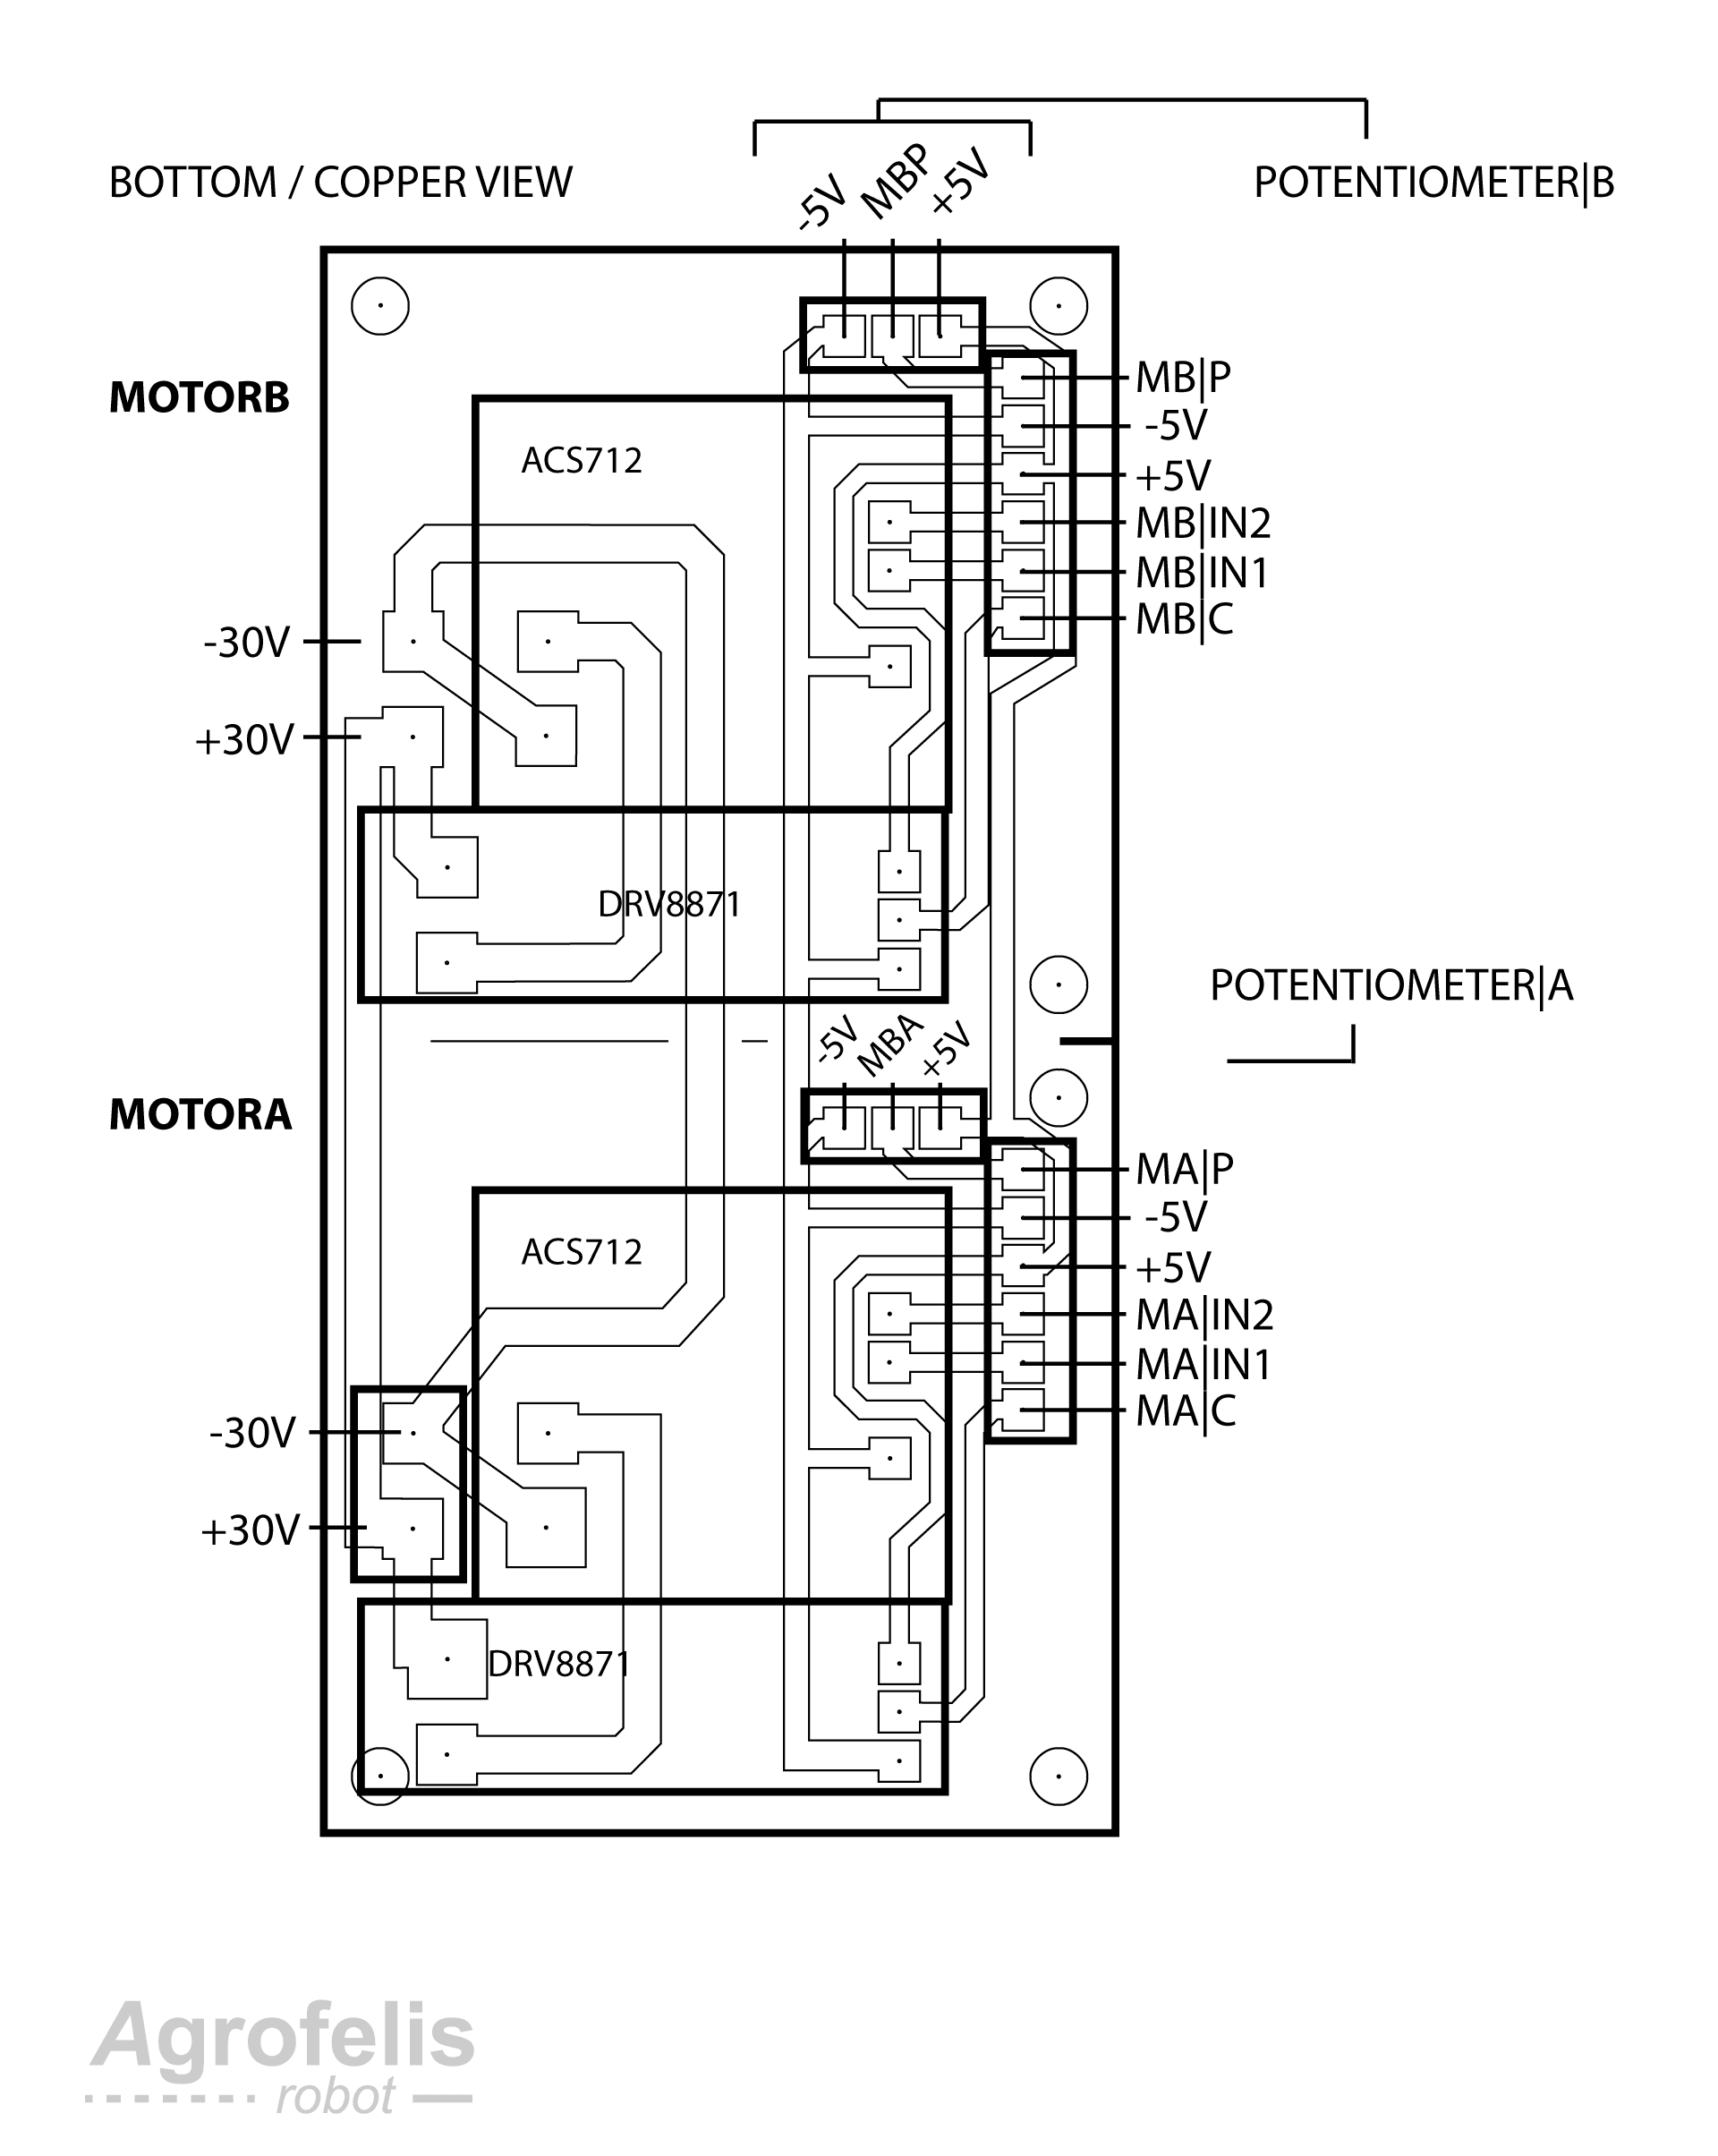 BOTTOM / COPPER VIEW
POTENTIOMETER|B
-5V
MBP
+5V
MOTORB
ACS712
MB|P
-5V
+5V
MB|IN2
MB|IN1
MB|C
-30V
+30V
DRV8871
POTENTIOMETER|A
-5V
MBA
+5V
MOTORA
ACS712
MA|P
-5V
+5V
MA|IN2
MA|IN1
MA|C
-30V
+30V
DRV8871
Agrofelis
robot